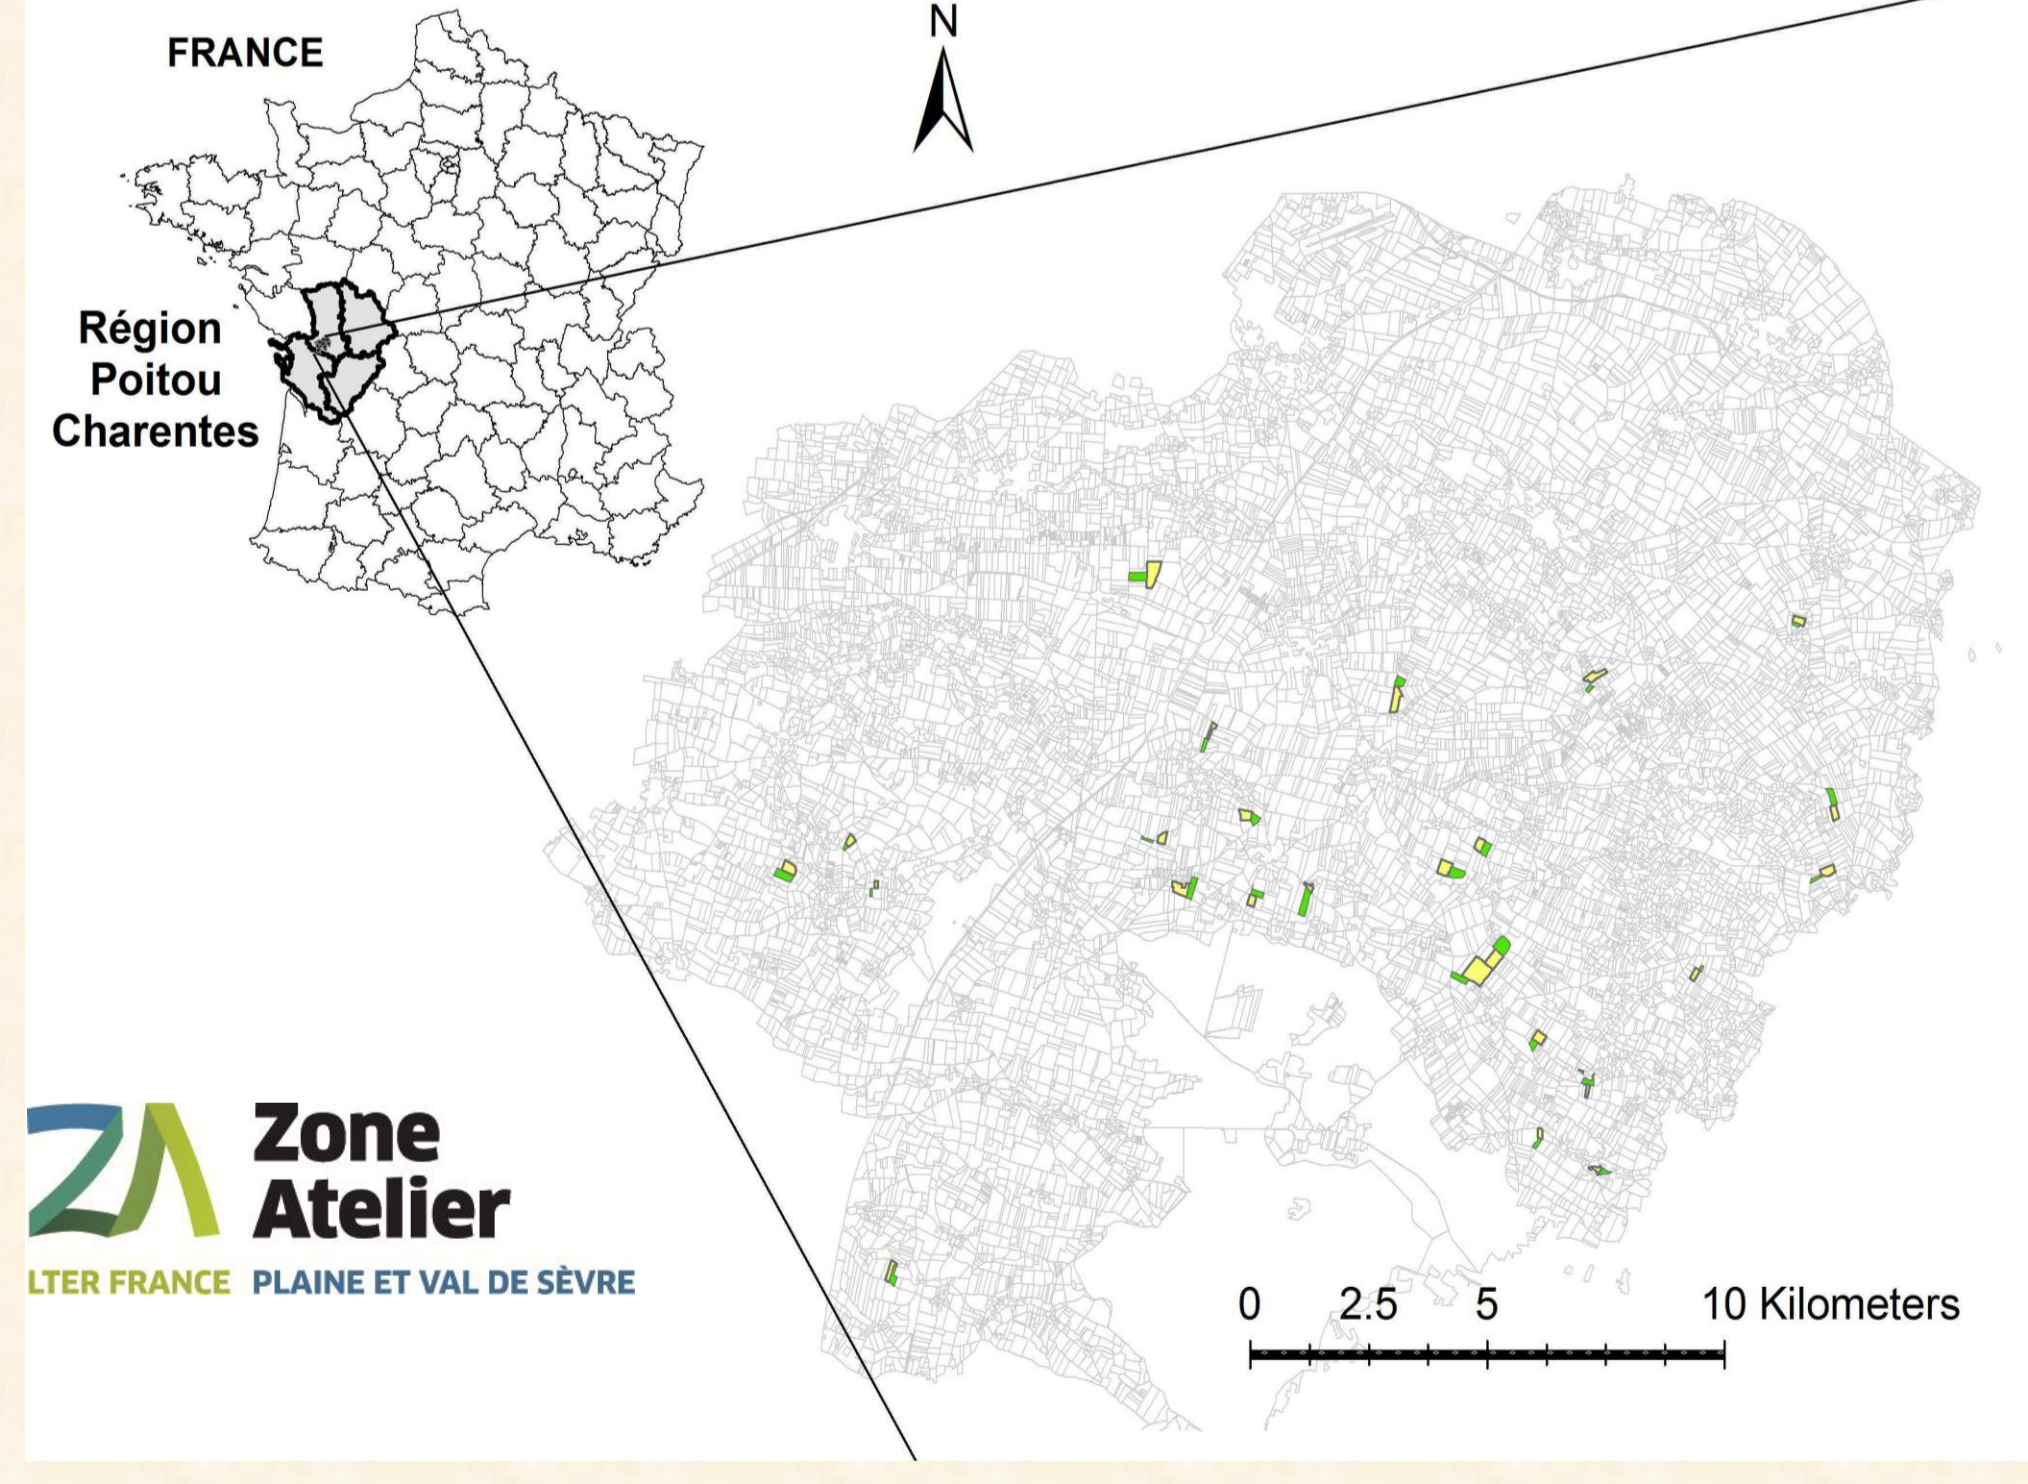 FRANCE
N
Région
Poitou
Charentes
Zone
Atelier
LTER FRANCE PLAINE ET VAL DE SÈVRE
0 2.5 5 10 Kilometers